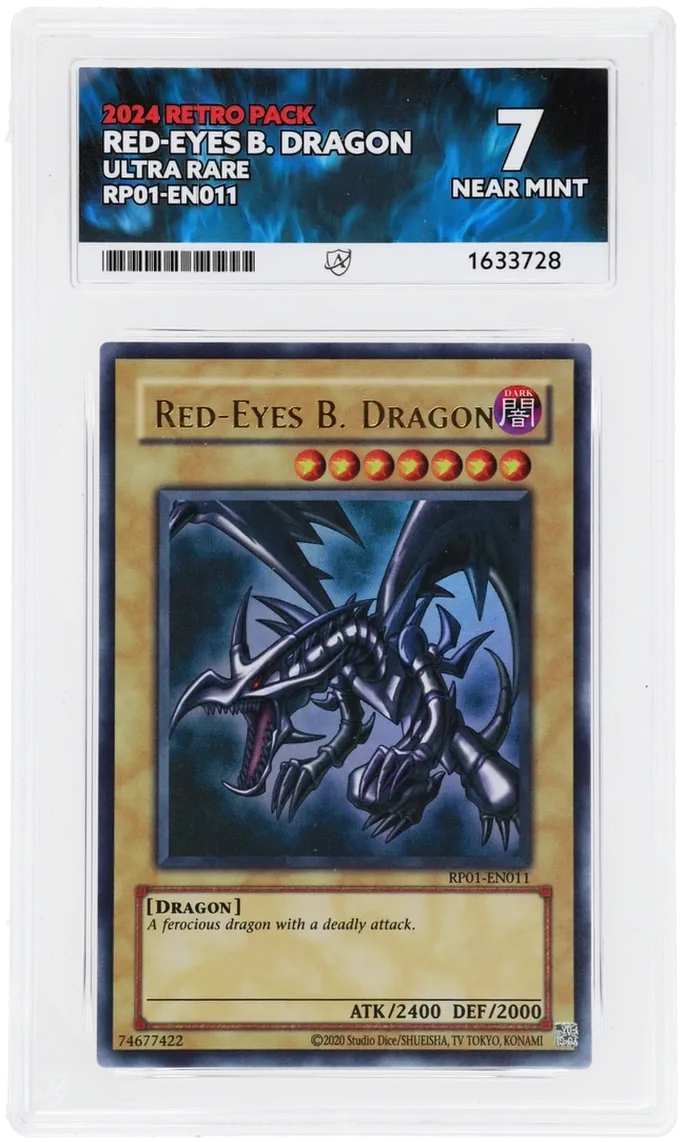 2024 RETRO PACK
RED-EYES B. DRAGON
ULTRA RARE
RP01-EN011
7
NEAR MINT
1633728
RED-EYES B. DRAGON
DARK
闇
RP01-EN011
[DRAGON]
A ferocious dragon with a deadly attack.
ATK/2400 DEF/2000
74677422
©2020 Studio Dice/SHUEISHA, TV TOKYO, KONAMI